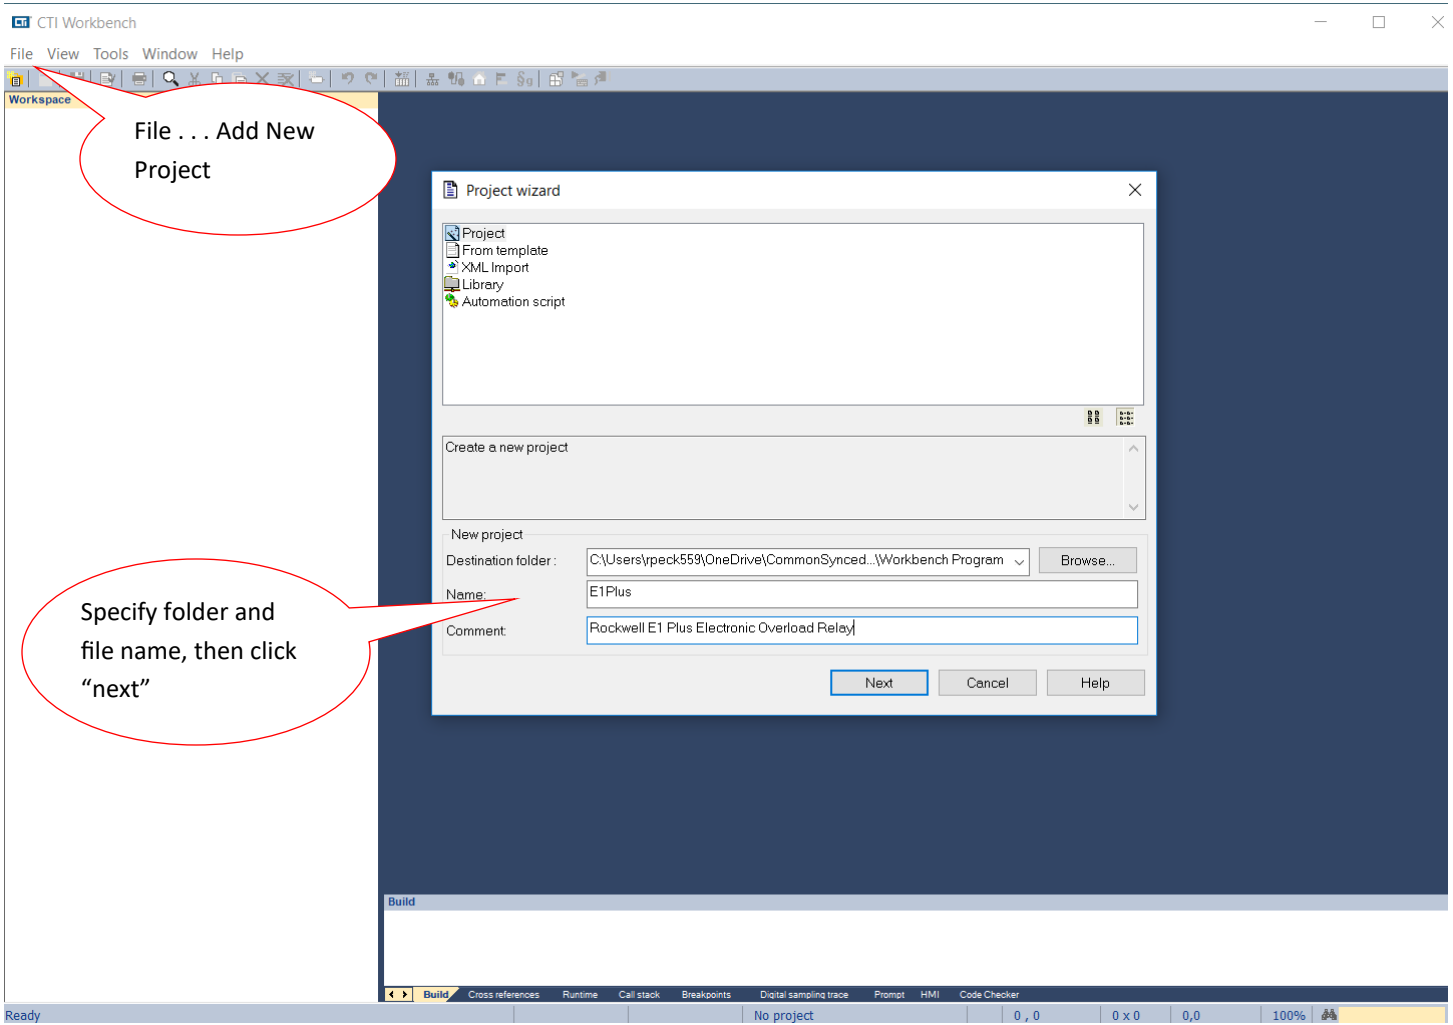 CTI Workbench
File View Tools Window Help
Workspace
File . . . Add New
Project
Project wizard
Project
From template
XML Import
Library
Automation script
Create a new project
New project
Destination folder :
C:\Users\rpeck559\OneDrive\CommonSynced...\Workbench Program
Browse...
Name:
E1Plus
Comment:
Rockwell E1 Plus Electronic Overload Relay
Specify folder and
file name, then click
“next”
Next Cancel Help
Build
Build Cross references Runtime Call stack Breakpoints Digital sampling trace Prompt HMI Code Checker
Ready No project 0 , 0 0 x 0 0,0 100%